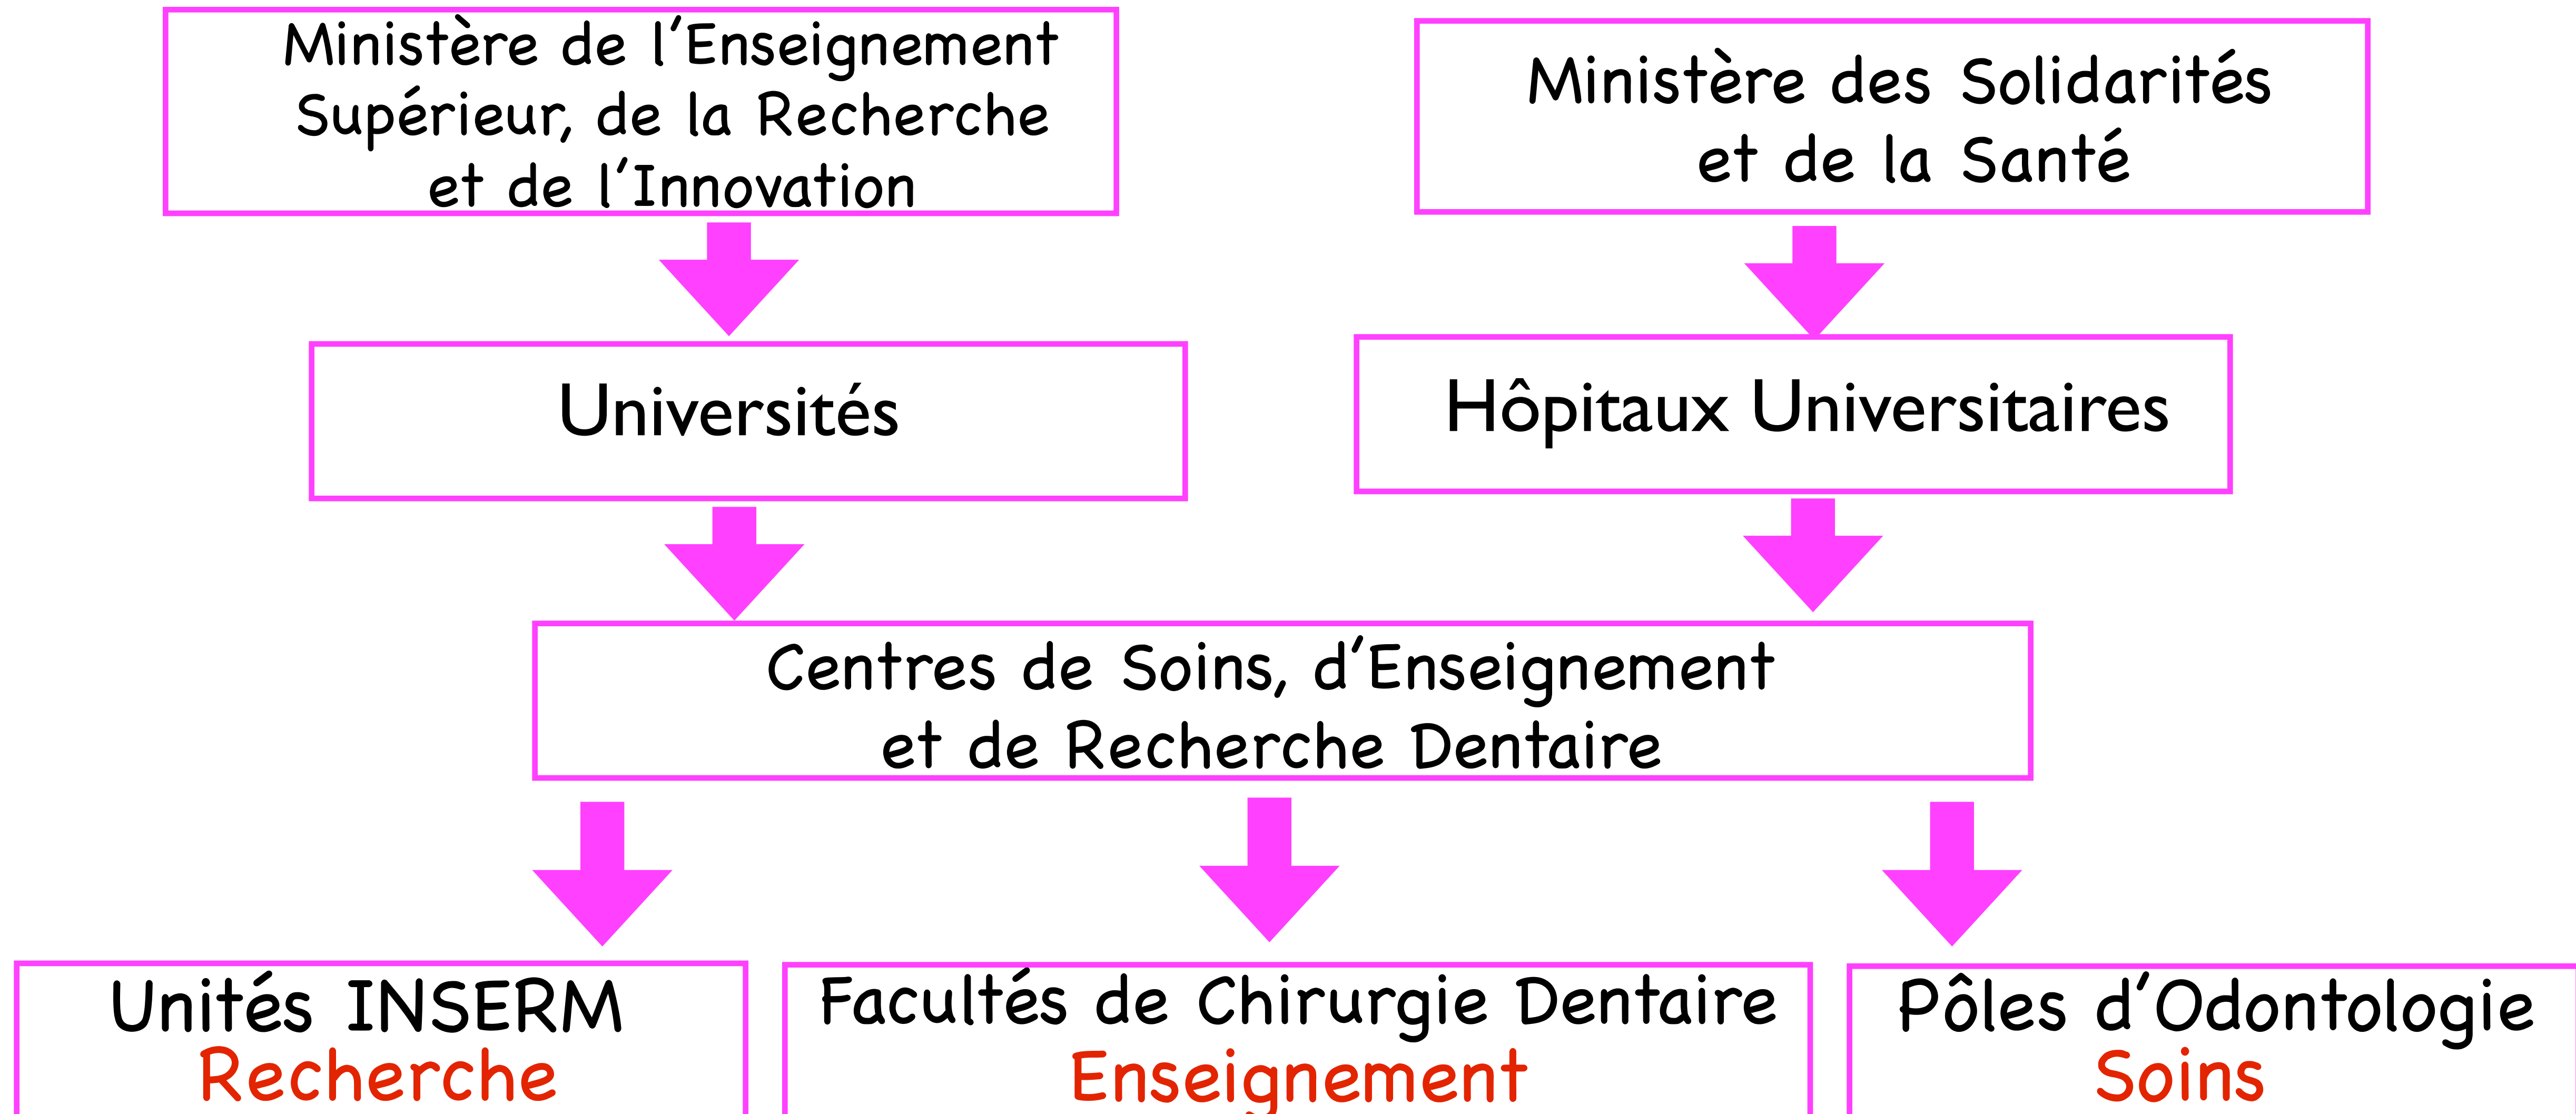 Ministère de l'Enseignement
Supérieur, de la Recherche
et de l'Innovation
Ministère des Solidarités
et de la Santé
Universités
Hôpitaux Universitaires
Centres de Soins, d'Enseignement
et de Recherche Dentaire
Unités INSERM
Recherche
Facultés de Chirurgie Dentaire
Enseignement
Pôles d'Odontologie
Soins